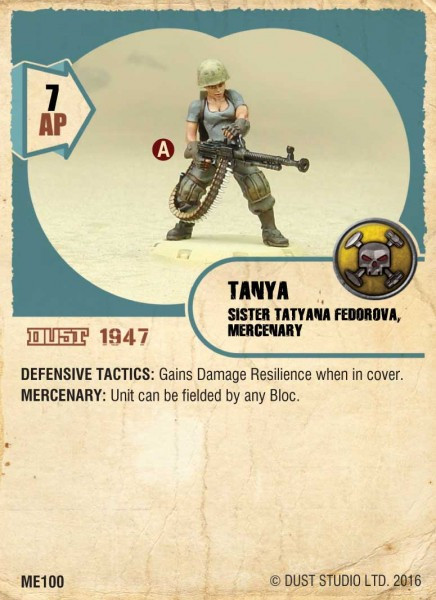 7
AP
A
TANYA
SISTER TATYANA FEDOROVA,
MERCENARY
DUST 1947
DEFENSIVE TACTICS: Gains Damage Resilience when in cover.
MERCENARY: Unit can be fielded by any Bloc.
ME100
© DUST STUDIO LTD. 2016